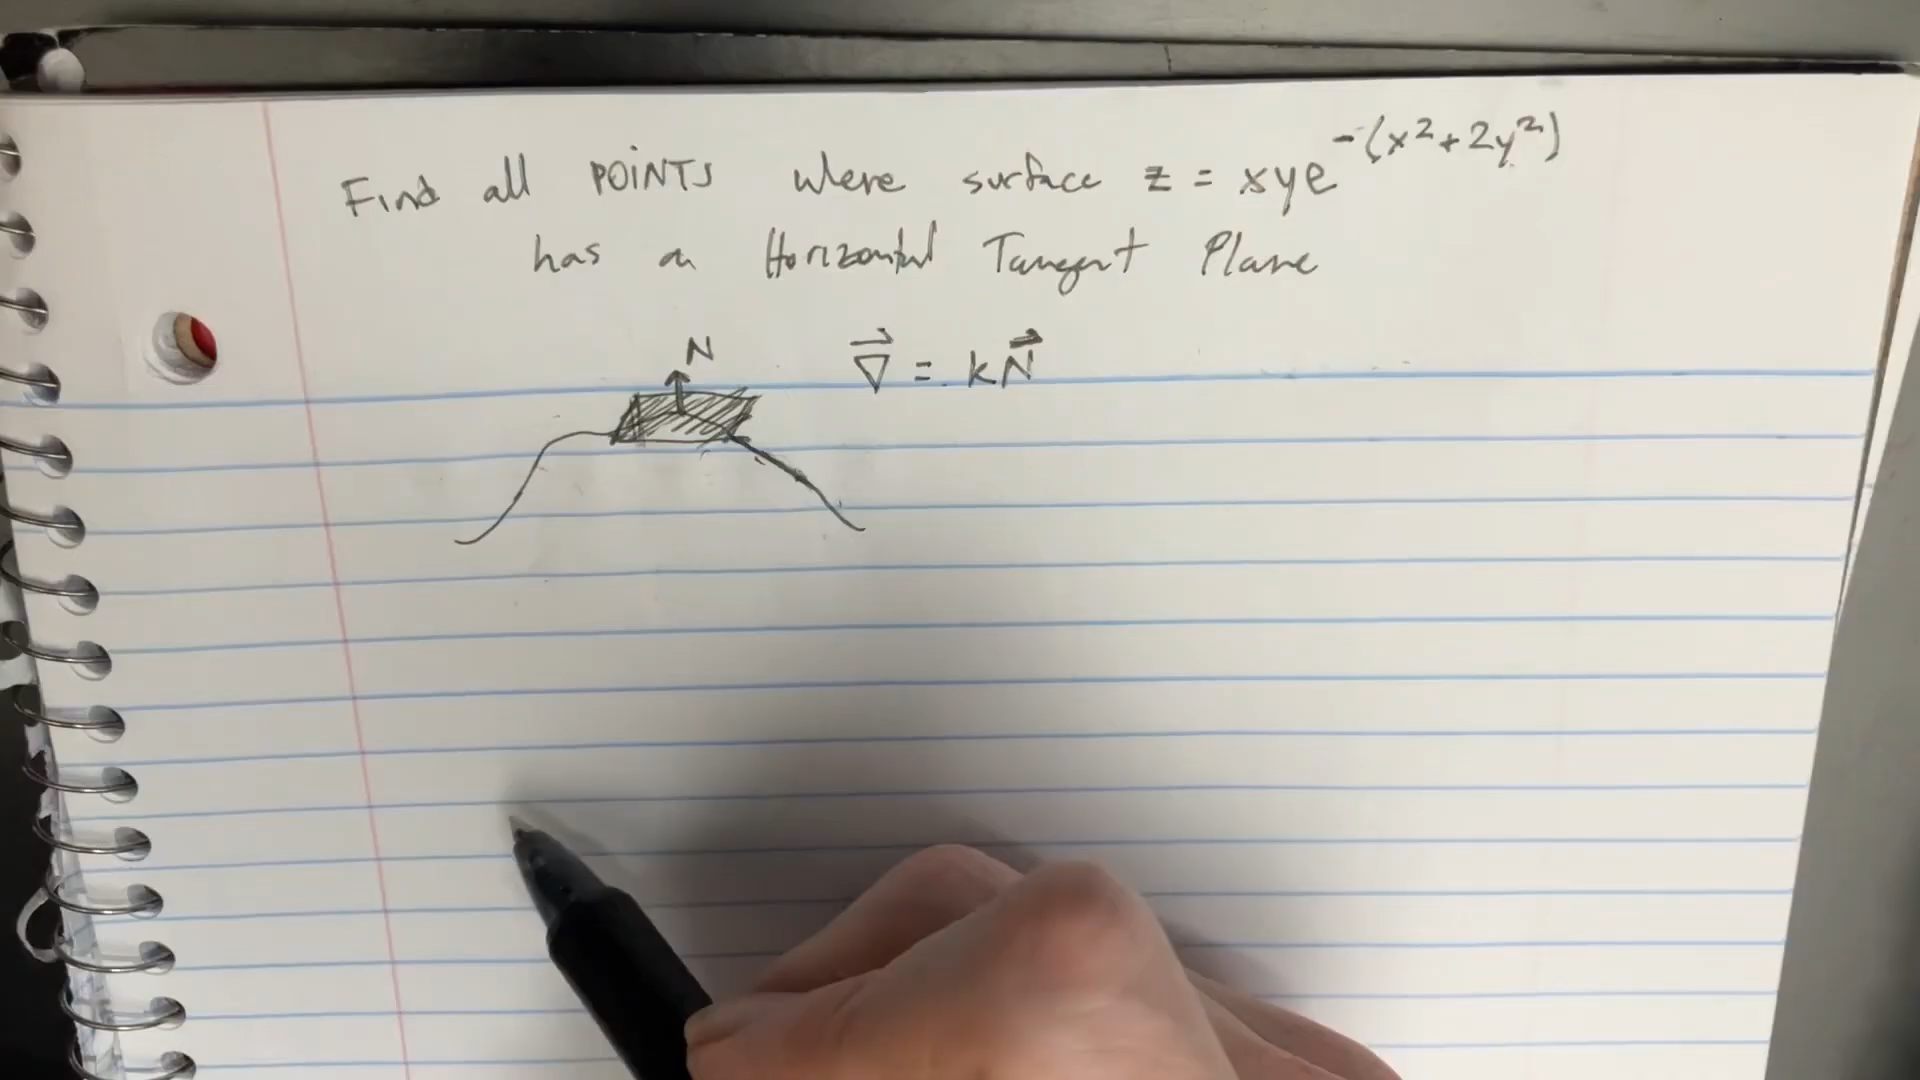 Find all POINTS where surface z = xye^-(x²+2y²)
has a Horizontal Tangent Plane
N
∇⃗ = kN⃗